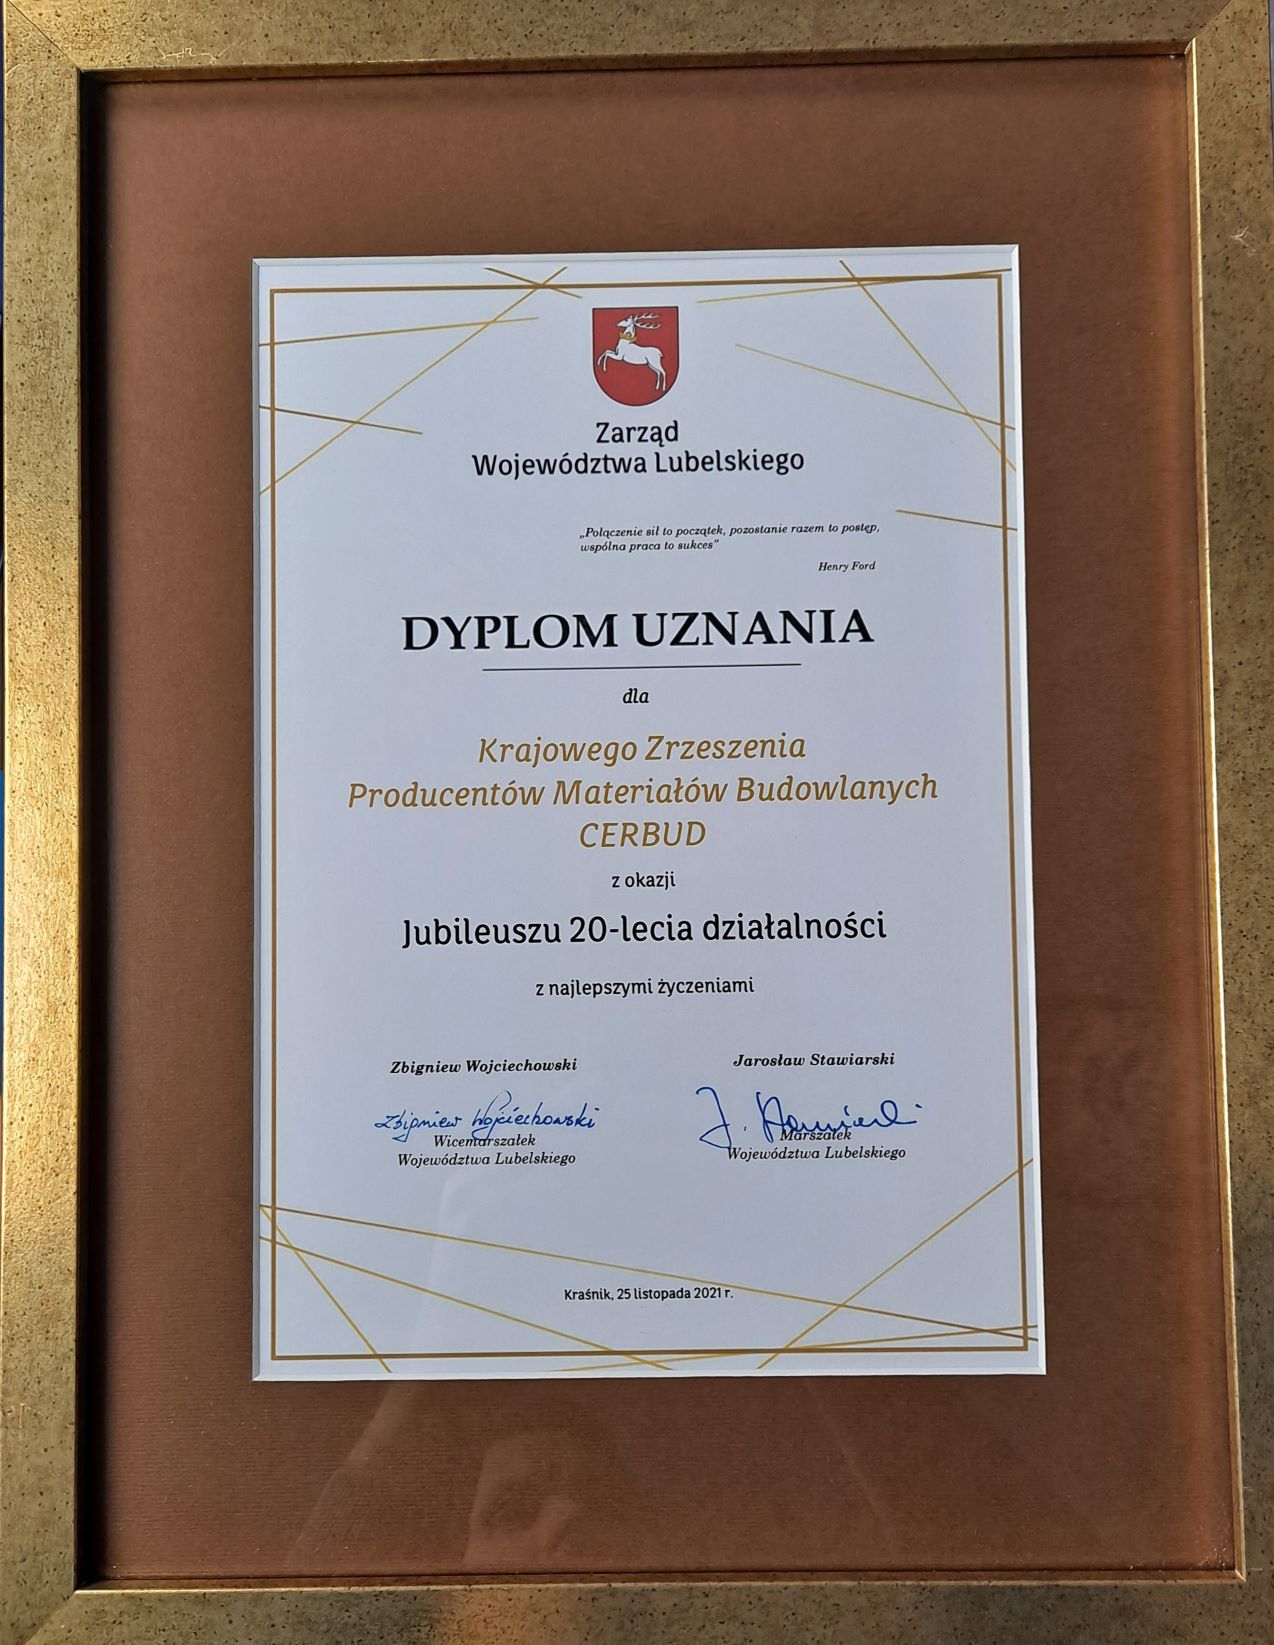 Zarząd
Województwa Lubelskiego
„Połączenie sił to początek, pozostanie razem to postęp,
wspólna praca to sukces”
Henry Ford
DYPLOM UZNANIA
dla
Krajowego Zrzeszenia
Producentów Materiałów Budowlanych
CERBUD
z okazji
Jubileuszu 20-lecia działalności
z najlepszymi życzeniami
Zbigniew Wojciechowski
Zbigniew Wojciechowski
Wicemarszałek
Województwa Lubelskiego
Jarosław Stawiarski
J. Stawiarski
Marszałek
Województwa Lubelskiego
Kraśnik, 25 listopada 2021 r.